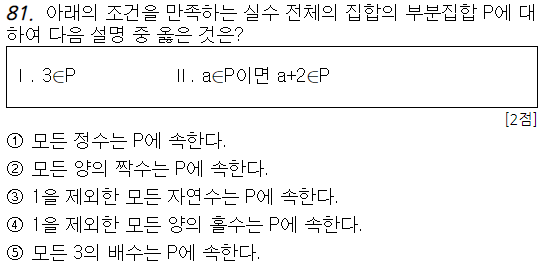 81. 아래의 조건을 만족하는 실수 전체의 집합의 부분집합 P에 대
하여 다음 설명 중 옳은 것은?
Ⅰ. 3∈P Ⅱ. a∈P이면 a+2∈P
[2점]
① 모든 정수는 P에 속한다.
② 모든 양의 짝수는 P에 속한다.
③ 1을 제외한 모든 자연수는 P에 속한다.
④ 1을 제외한 모든 양의 홀수는 P에 속한다.
⑤ 모든 3의 배수는 P에 속한다.